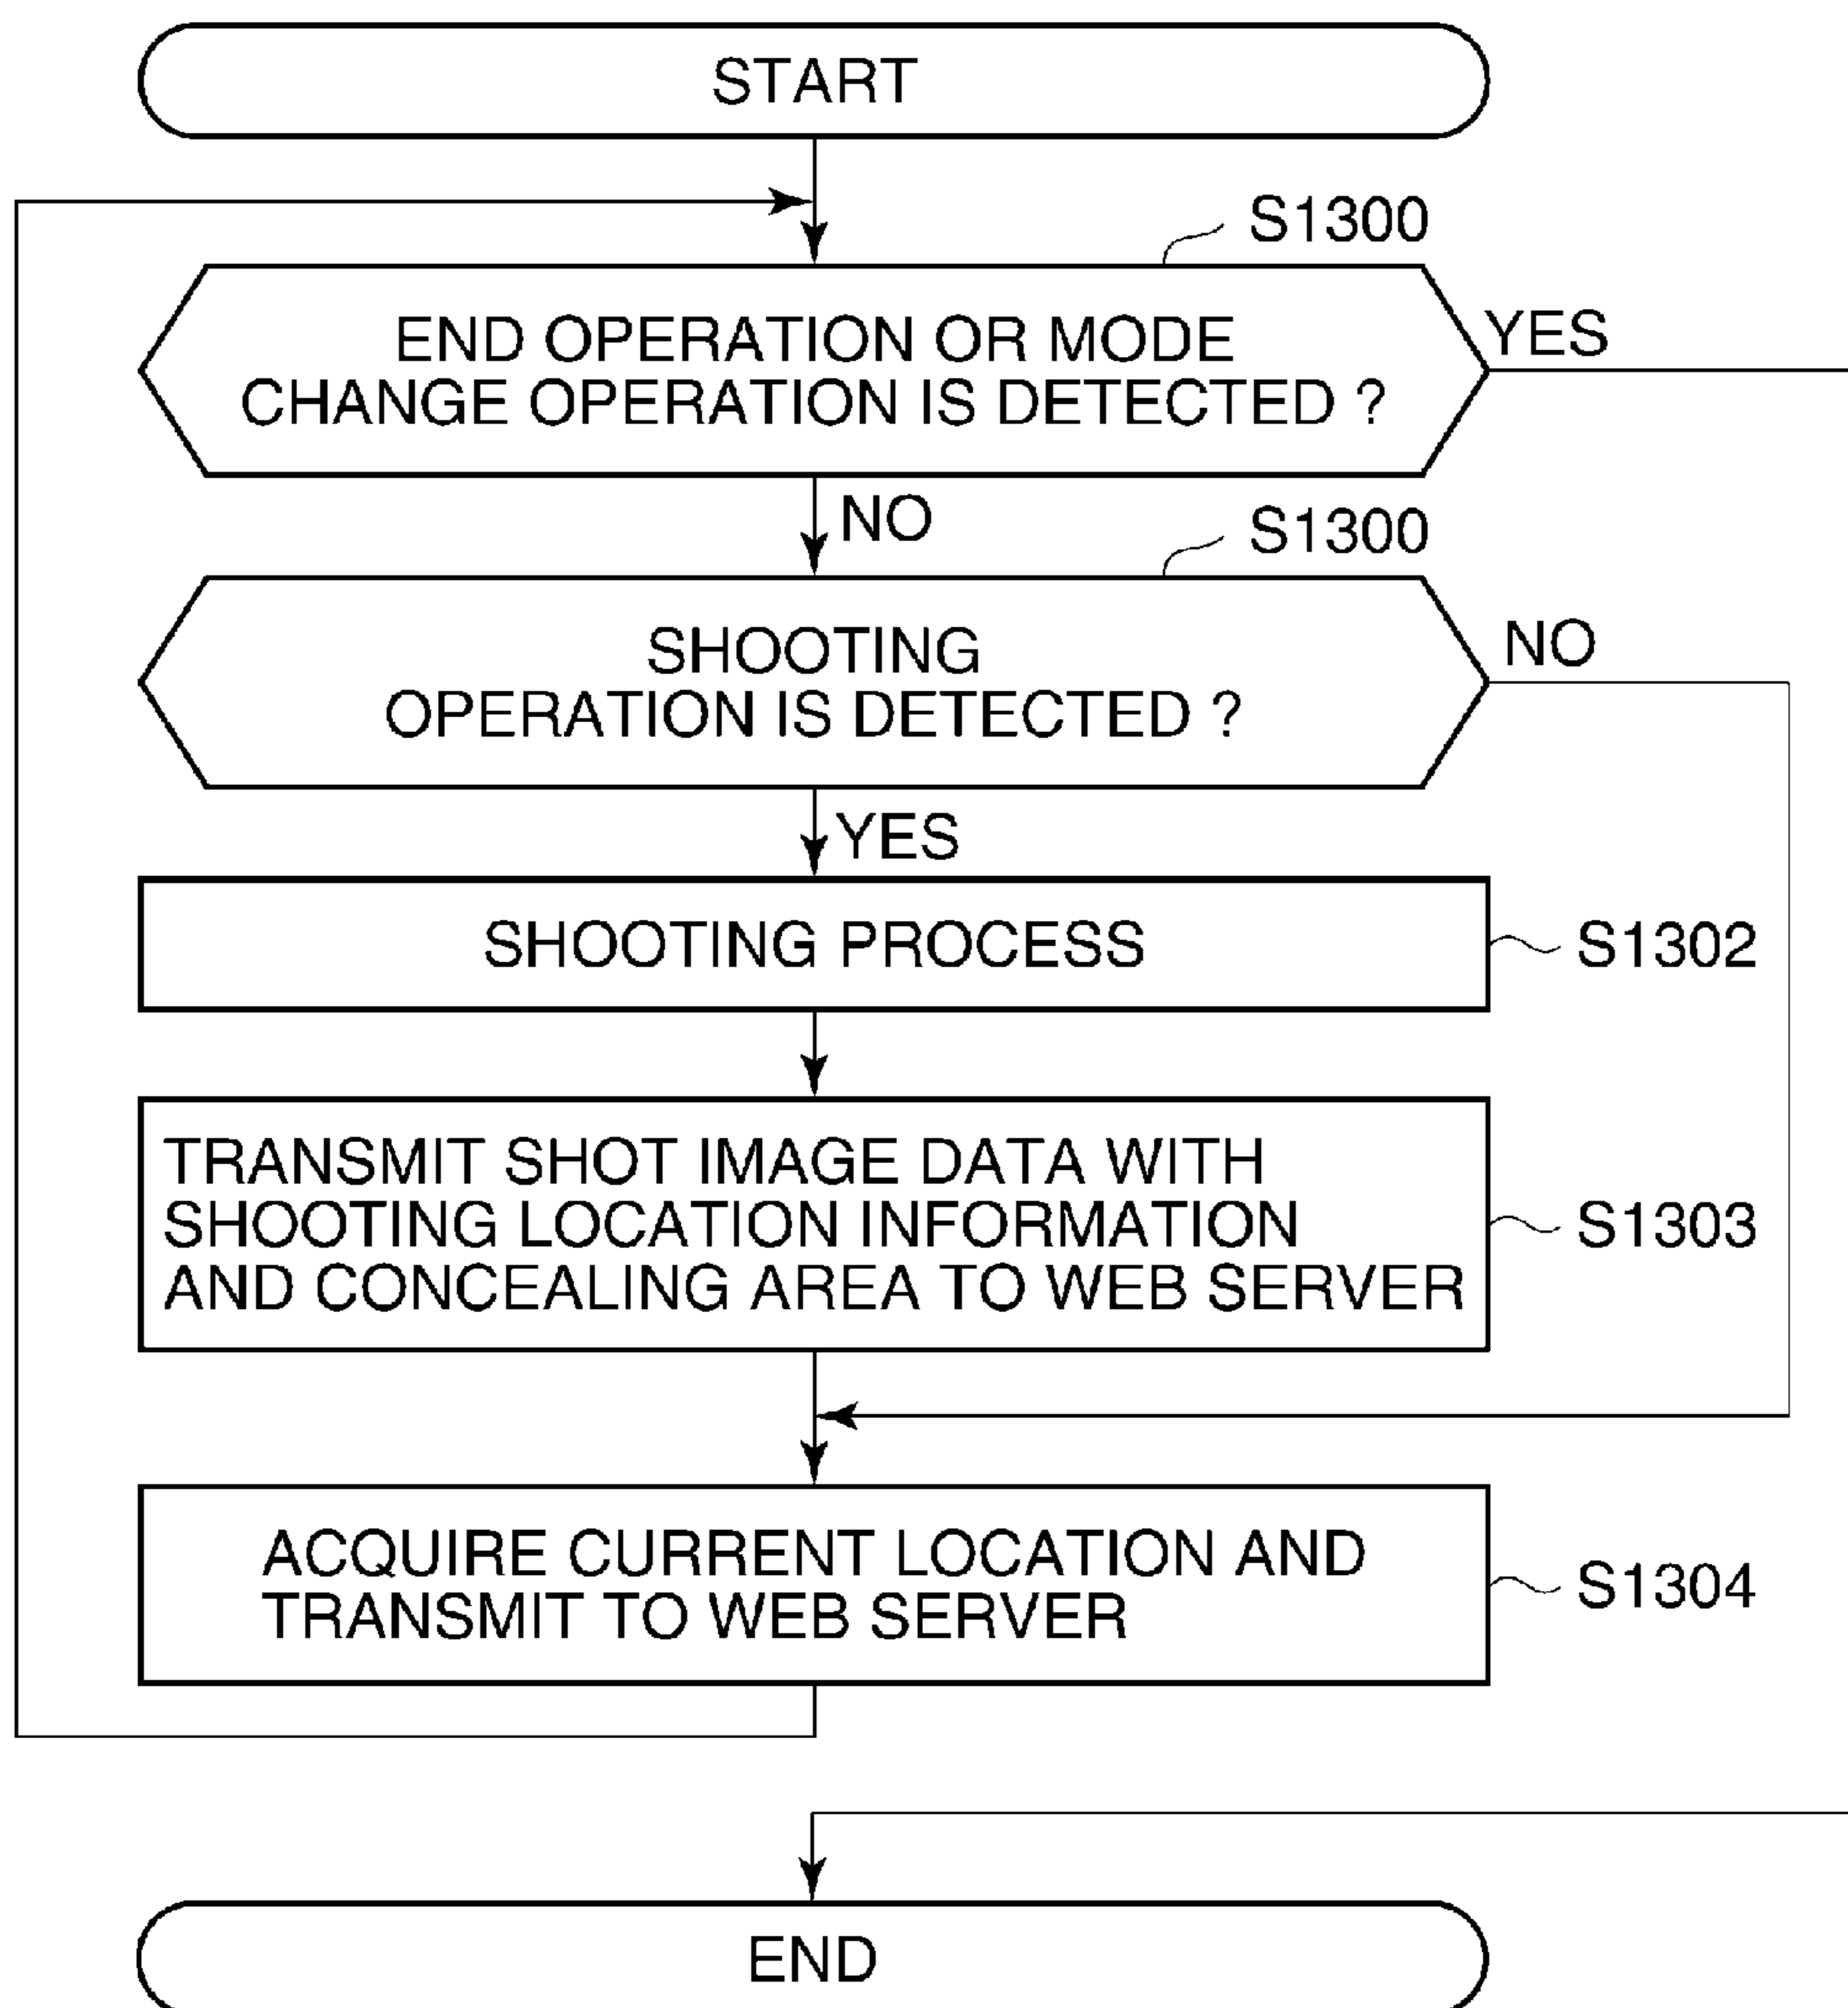 START
S1300
END OPERATION OR MODE
CHANGE OPERATION IS DETECTED ?
YES
NO
S1300
SHOOTING
OPERATION IS DETECTED ?
NO
YES
SHOOTING PROCESS
S1302
TRANSMIT SHOT IMAGE DATA WITH
SHOOTING LOCATION INFORMATION
AND CONCEALING AREA TO WEB SERVER
S1303
ACQUIRE CURRENT LOCATION AND
TRANSMIT TO WEB SERVER
S1304
END